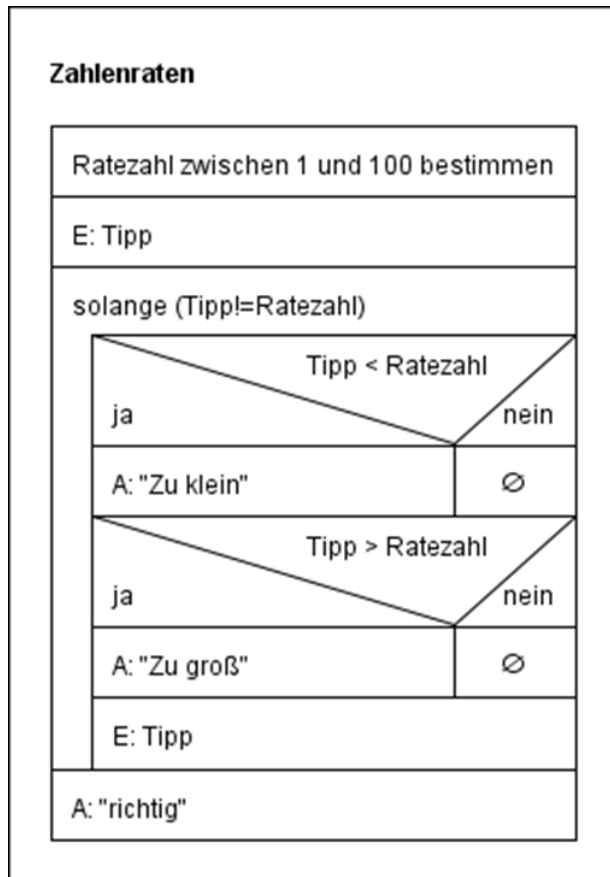 Zahlenraten
Ratezahl zwischen 1 und 100 bestimmen
E: Tipp
solange (Tipp!=Ratezahl)
Tipp < Ratezahl
ja
nein
A: "Zu klein"
∅
Tipp > Ratezahl
ja
nein
A: "Zu groß"
∅
E: Tipp
A: "richtig"